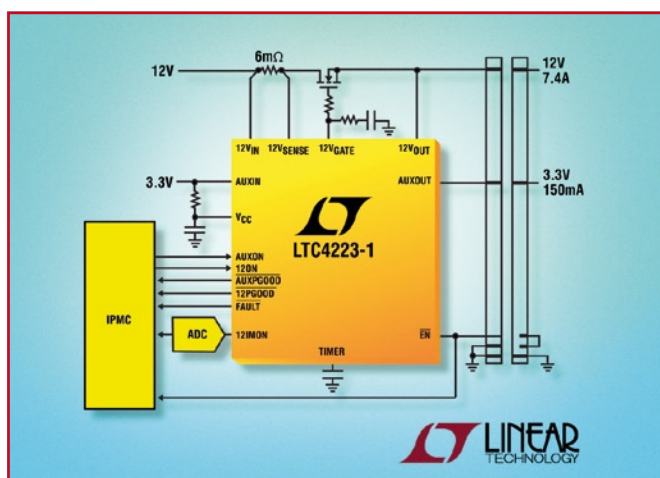 6mΩ
12V
12V
7.4A
12VIN
12VSENSE
12VGATE
12VOUT
3.3V
AUXIN
AUXOUT
3.3V
150mA
VCC
LTC4223-1
IPMC
AUXON
12ON
AUXPGOOD
12PGOOD
FAULT
ADC
12IMON
EN
TIMER
LINEAR
TECHNOLOGY